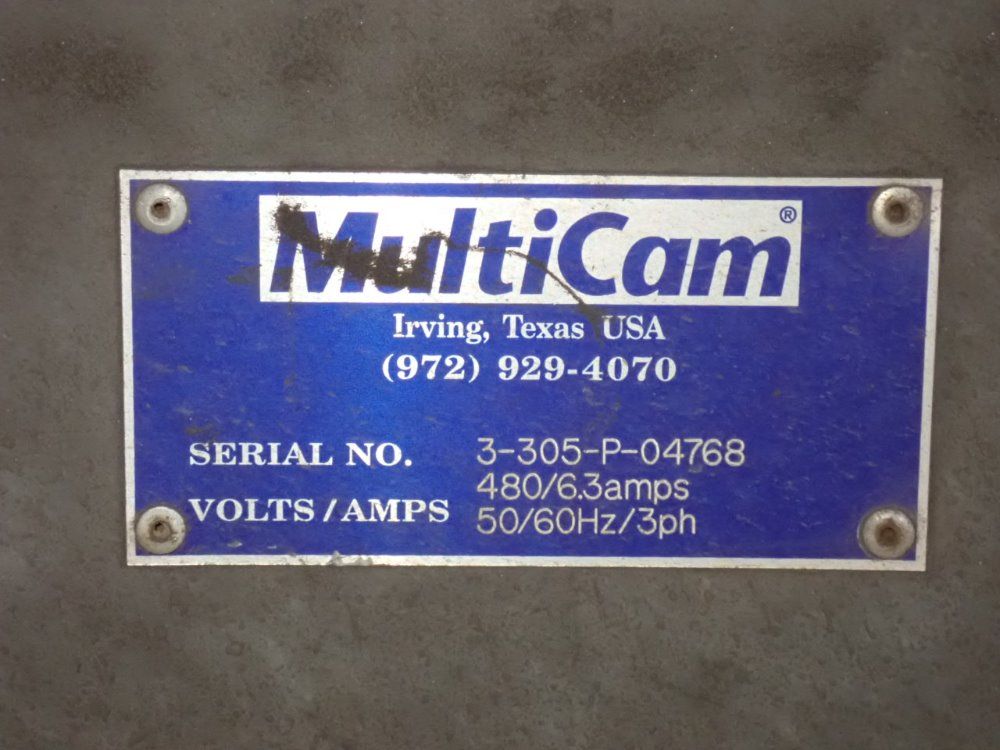 MultiCam®
Irving, Texas USA
(972) 929-4070
SERIAL NO. 3-305-P-04768
480/6.3amps
VOLTS/AMPS 50/60Hz/3ph